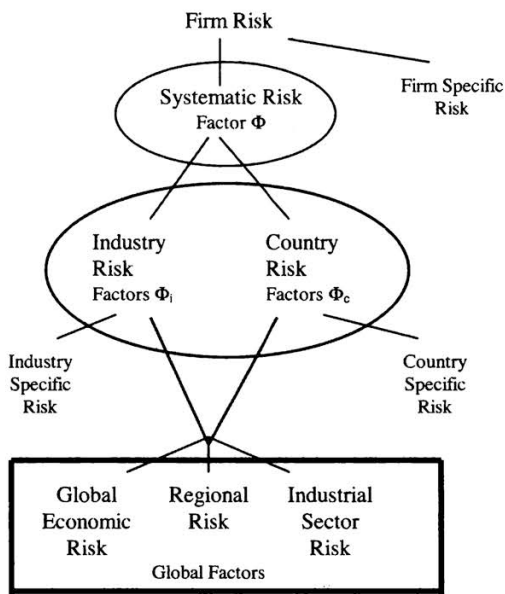 Firm Risk
Firm Specific
Risk
Systematic Risk
Factor Φ
Industry
Risk
Factors Φi
Country
Risk
Factors Φc
Industry
Specific
Risk
Country
Specific
Risk
Global
Economic
Risk
Regional
Risk
Industrial
Sector
Risk
Global Factors